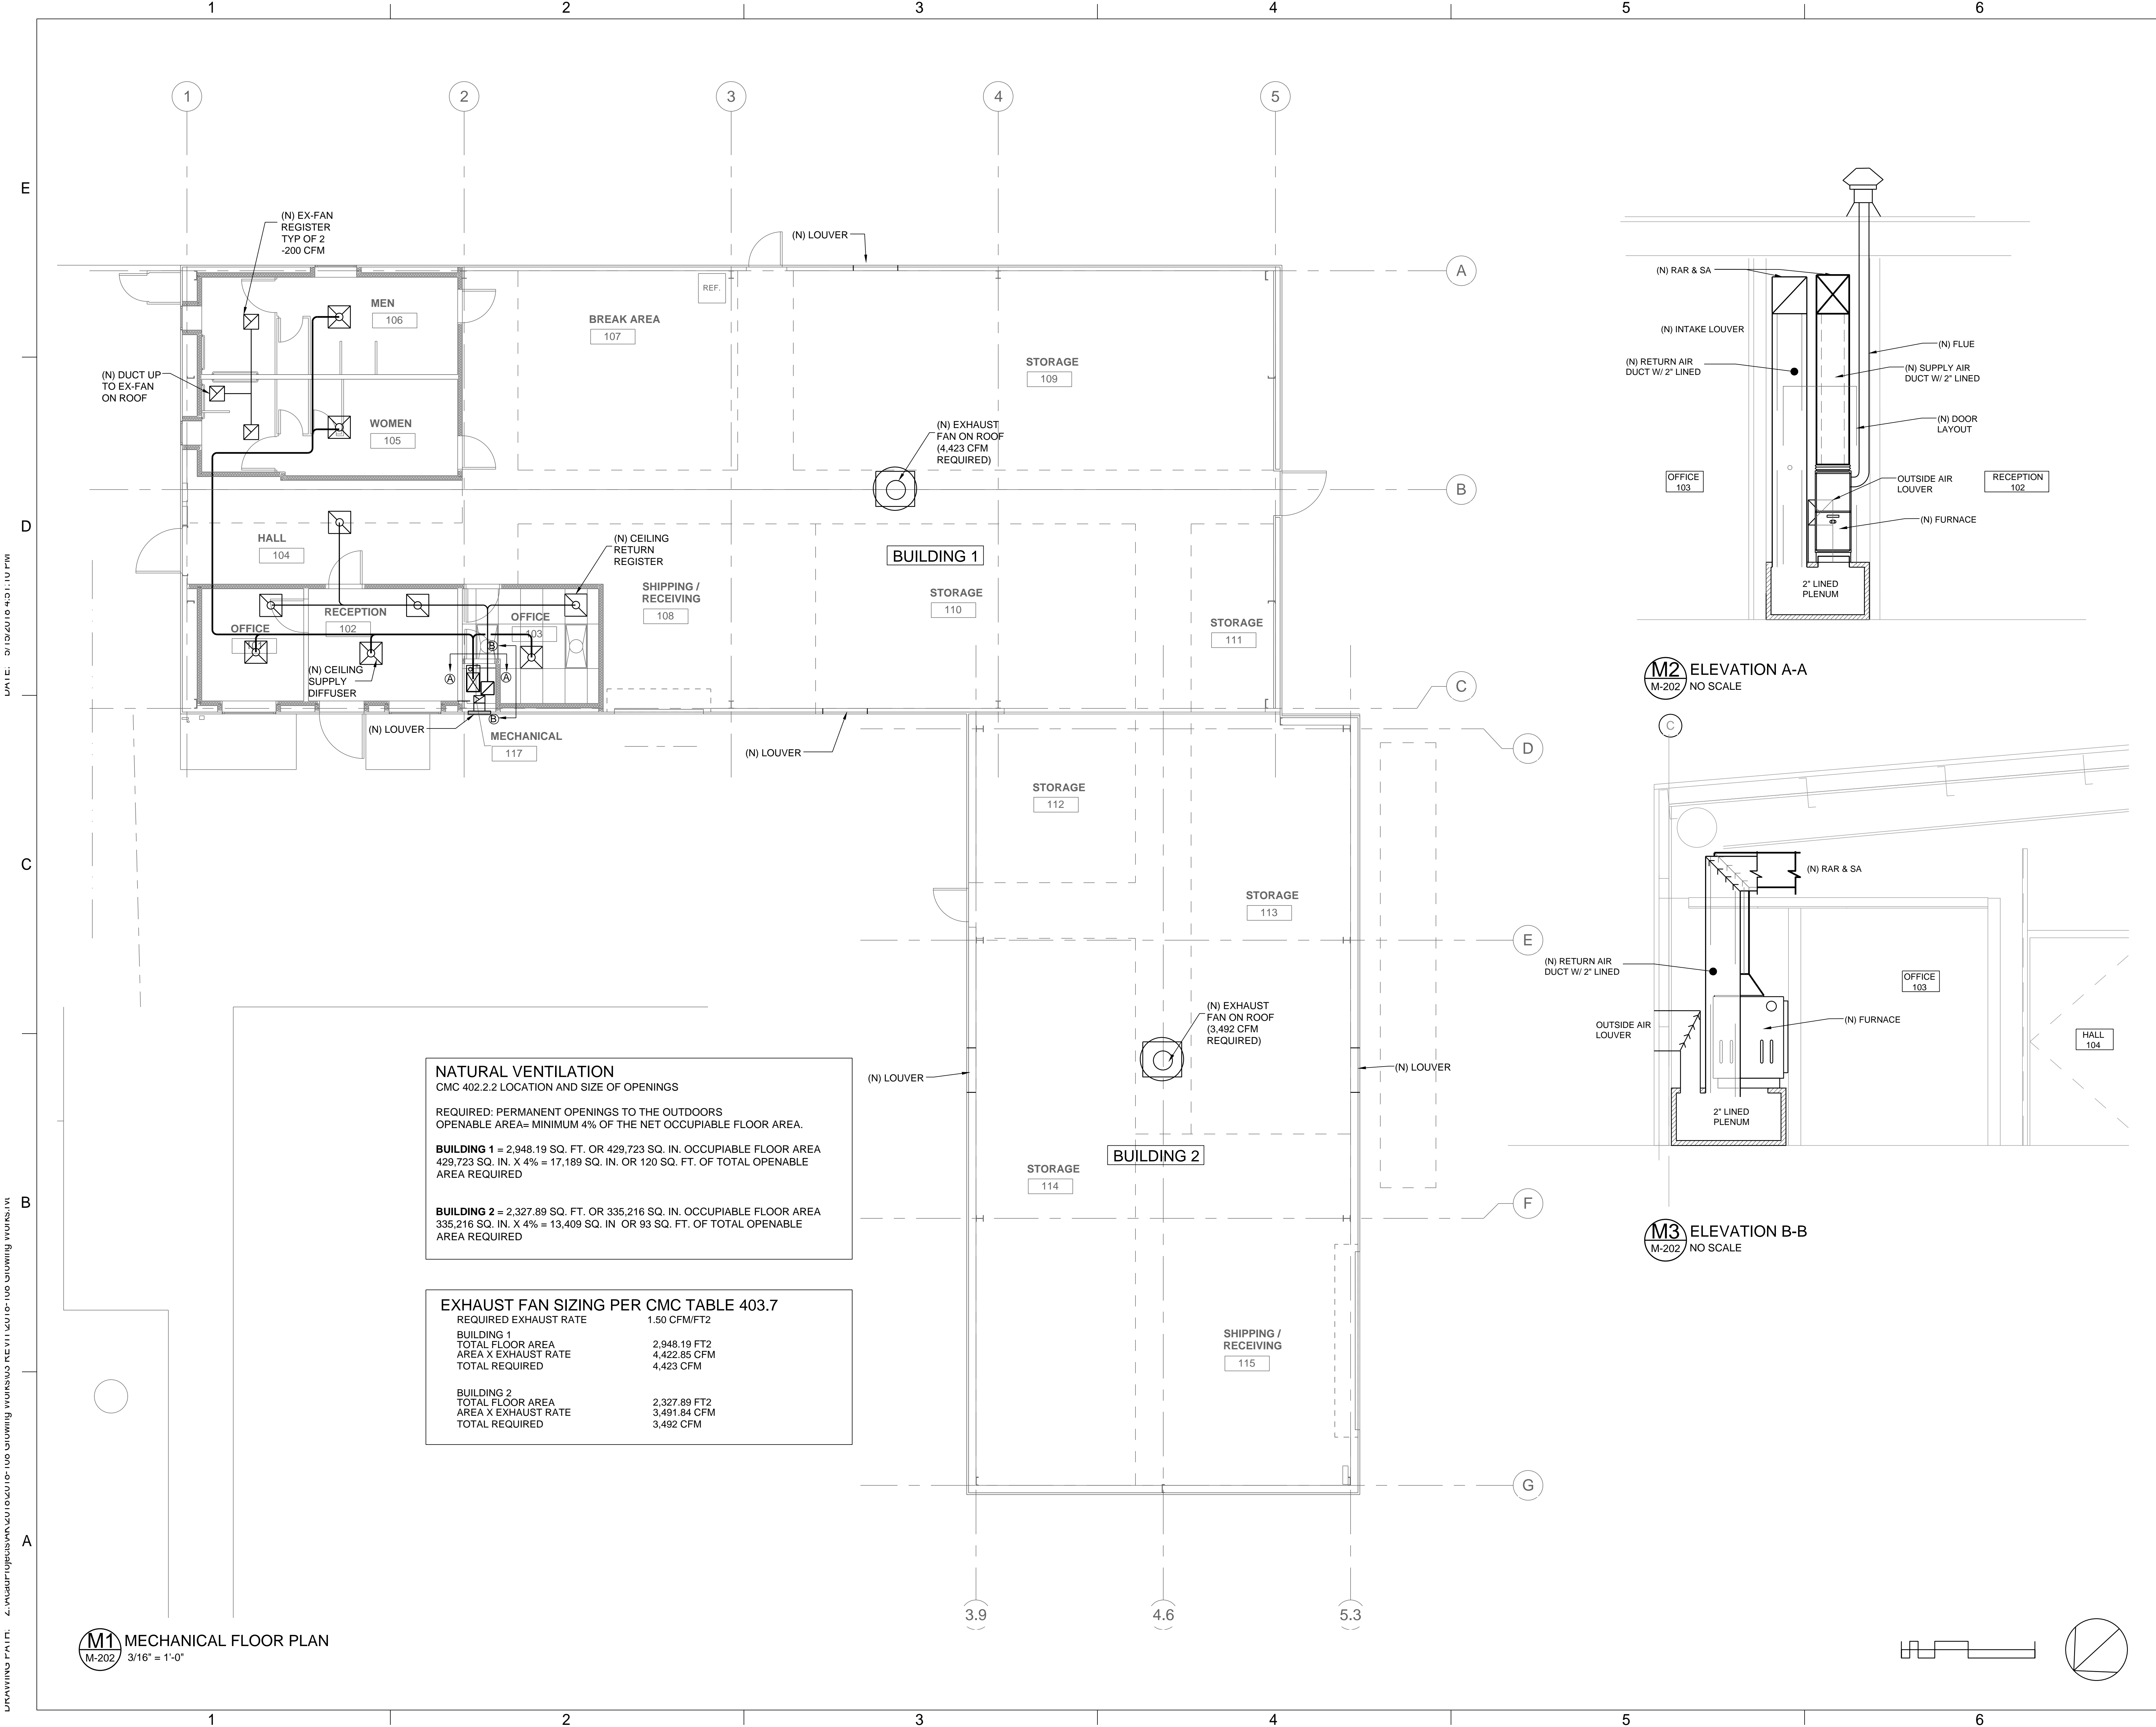 1
2
3
4
5
6
E
D
C
B
A
1
2
3
4
5
A
B
C
D
E
F
G
3.9
4.6
5.3
(N) EX-FAN
REGISTER
TYP OF 2
-200 CFM
(N) LOUVER
MEN
106
REF.
BREAK AREA
107
STORAGE
109
(N) DUCT UP
TO EX-FAN
ON ROOF
WOMEN
105
(N) EXHAUST
FAN ON ROOF
(4,423 CFM
REQUIRED)
HALL
104
(N) CEILING
RETURN
REGISTER
BUILDING 1
SHIPPING /
RECEIVING
108
STORAGE
110
STORAGE
111
RECEPTION
102
OFFICE
OFFICE
103
B
A
A
B
(N) CEILING
SUPPLY
DIFFUSER
(N) LOUVER
MECHANICAL
117
(N) LOUVER
STORAGE
112
STORAGE
113
(N) EXHAUST
FAN ON ROOF
(3,492 CFM
REQUIRED)
(N) LOUVER
(N) LOUVER
BUILDING 2
STORAGE
114
SHIPPING /
RECEIVING
115
NATURAL VENTILATION
CMC 402.2.2 LOCATION AND SIZE OF OPENINGS
REQUIRED: PERMANENT OPENINGS TO THE OUTDOORS
OPENABLE AREA= MINIMUM 4% OF THE NET OCCUPIABLE FLOOR AREA.
BUILDING 1 = 2,948.19 SQ. FT. OR 429,723 SQ. IN. OCCUPIABLE FLOOR AREA
429,723 SQ. IN. X 4% = 17,189 SQ. IN. OR 120 SQ. FT. OF TOTAL OPENABLE
AREA REQUIRED
BUILDING 2 = 2,327.89 SQ. FT. OR 335,216 SQ. IN. OCCUPIABLE FLOOR AREA
335,216 SQ. IN. X 4% = 13,409 SQ. IN OR 93 SQ. FT. OF TOTAL OPENABLE
AREA REQUIRED
EXHAUST FAN SIZING PER CMC TABLE 403.7
REQUIRED EXHAUST RATE 1.50 CFM/FT2
BUILDING 1
TOTAL FLOOR AREA 2,948.19 FT2
AREA X EXHAUST RATE 4,422.85 CFM
TOTAL REQUIRED 4,423 CFM
BUILDING 2
TOTAL FLOOR AREA 2,327.89 FT2
AREA X EXHAUST RATE 3,491.84 CFM
TOTAL REQUIRED 3,492 CFM
M1
M-202
MECHANICAL FLOOR PLAN
3/16" = 1'-0"
(N) RAR & SA
(N) INTAKE LOUVER
(N) RETURN AIR
DUCT W/ 2" LINED
(N) FLUE
(N) SUPPLY AIR
DUCT W/ 2" LINED
(N) DOOR
LAYOUT
OFFICE
103
OUTSIDE AIR
LOUVER
RECEPTION
102
(N) FURNACE
2" LINED
PLENUM
M2
M-202
ELEVATION A-A
NO SCALE
C
(N) RAR & SA
(N) RETURN AIR
DUCT W/ 2" LINED
OFFICE
103
OUTSIDE AIR
LOUVER
(N) FURNACE
HALL
104
2" LINED
PLENUM
M3
M-202
ELEVATION B-B
NO SCALE
1
2
3
4
5
6